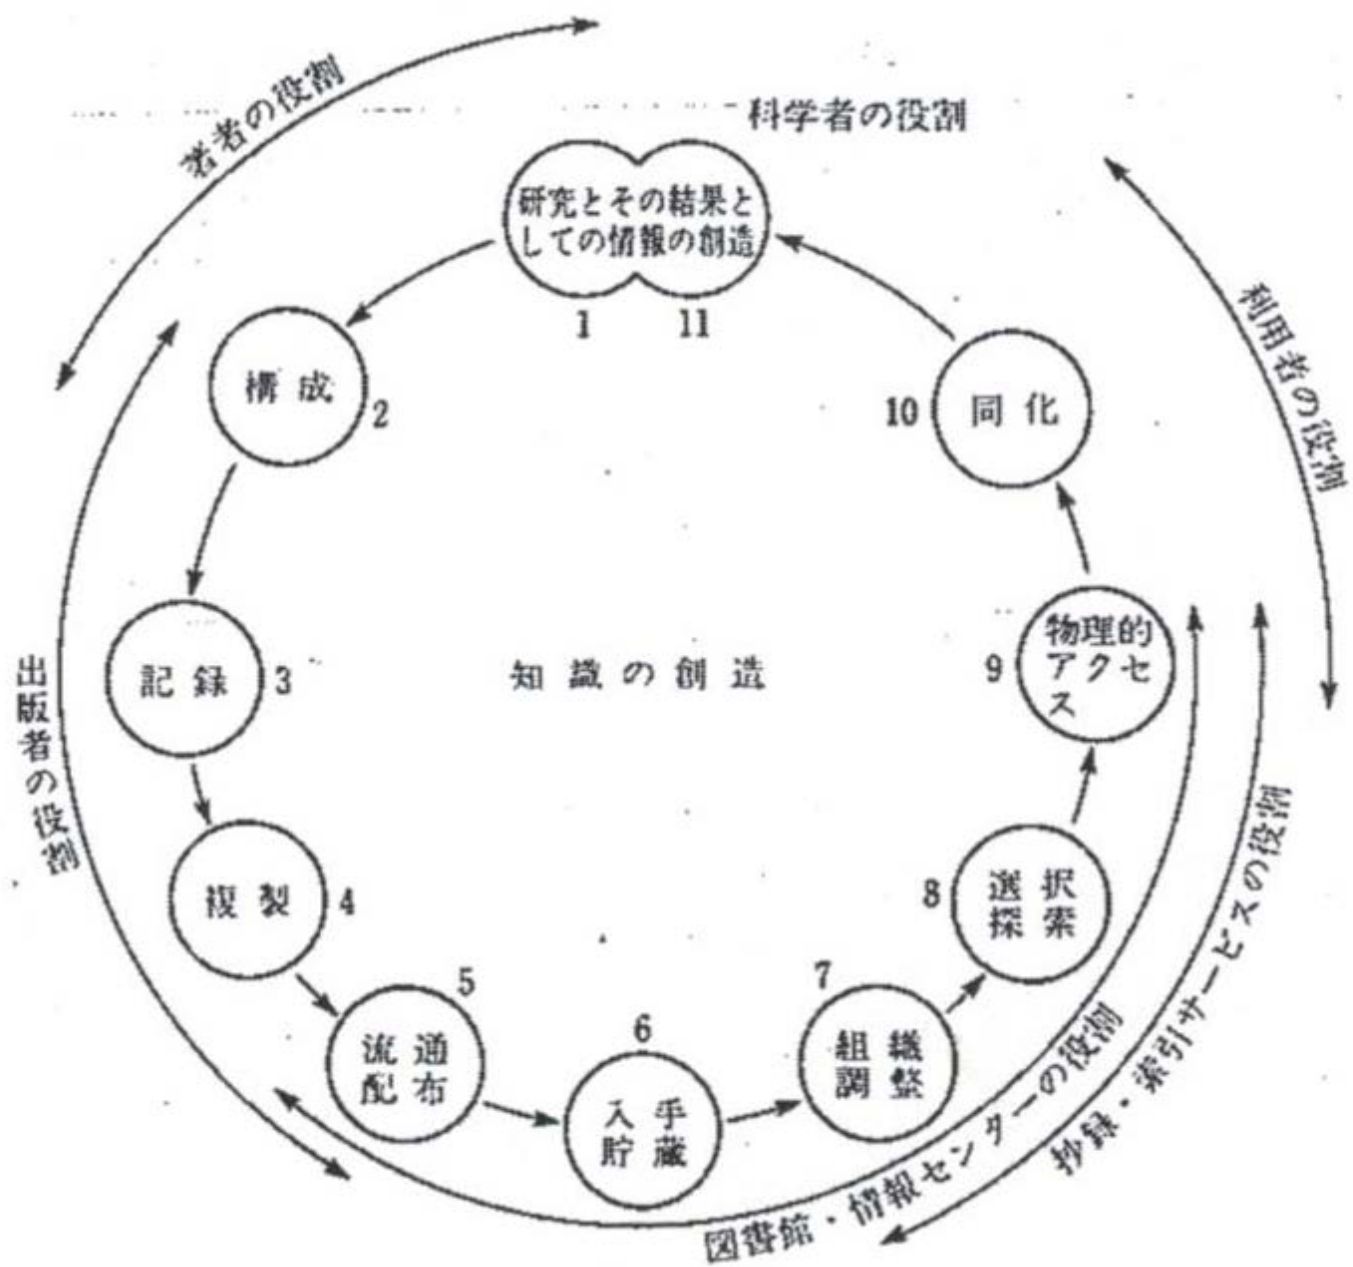 著者の役割
科学者の役割
研究とその結果と
しての情報の創造
1
11
構成
2
10
同化
利用者の役割
記録
3
知識の創造
9
物理的
アクセ
ス
出版者の役割
複製
4
8
選択
探索
5
流通
配布
6
入手
貯蔵
7
組織
調整
図書館・情報センターの役割
抄録・索引サービスの役割